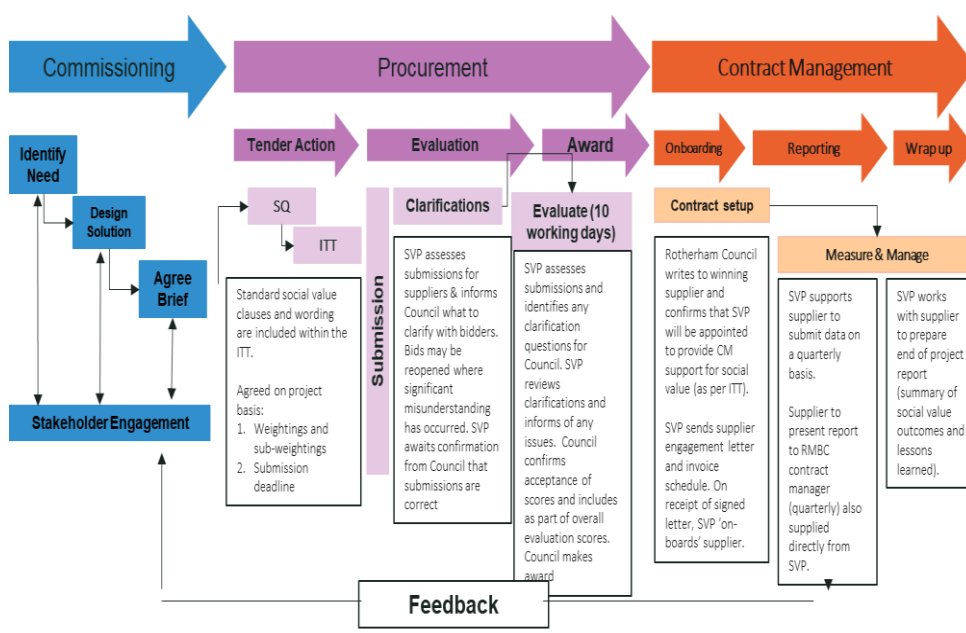 Commissioning
Procurement
Contract Management
Tender Action
Evaluation
Award
Onboarding
Reporting
Wrap up
Identify
Need
Design
Solution
Agree
Brief
Stakeholder Engagement
SQ
ITT
Standard social value
clauses and wording
are included within the
ITT.
Agreed on project
basis:
1. Weightings and
sub-weightings
2. Submission
deadline
Submission
Clarifications
SVP assesses
submissions for
suppliers & informs
Council what to
clarify with bidders.
Bids may be
reopened where
significant
misunderstanding
has occurred. SVP
awaits confirmation
from Council that
submissions are
correct
Evaluate (10
working days)
SVP assesses
submissions and
identifies any
clarification
questions for
Council. SVP
reviews
clarifications and
informs of any
issues. Council
confirms
acceptance of
scores and includes
as part of overall
evaluation scores.
Council makes
award
Contract setup
Rotherham Council
writes to winning
supplier and
confirms that SVP
will be appointed
to provide CM
support for social
value (as per ITT).
SVP sends supplier
engagement letter
and invoice
schedule. On
receipt of signed
letter, SVP ‘on-
boards’ supplier.
Measure & Manage
SVP supports
supplier to
submit data on
a quarterly
basis.
Supplier to
present report
to RMBC
contract
manager
(quarterly) also
supplied
directly from
SVP.
SVP works
with supplier
to prepare
end of project
report
(summary of
social value
outcomes and
lessons
learned).
Feedback